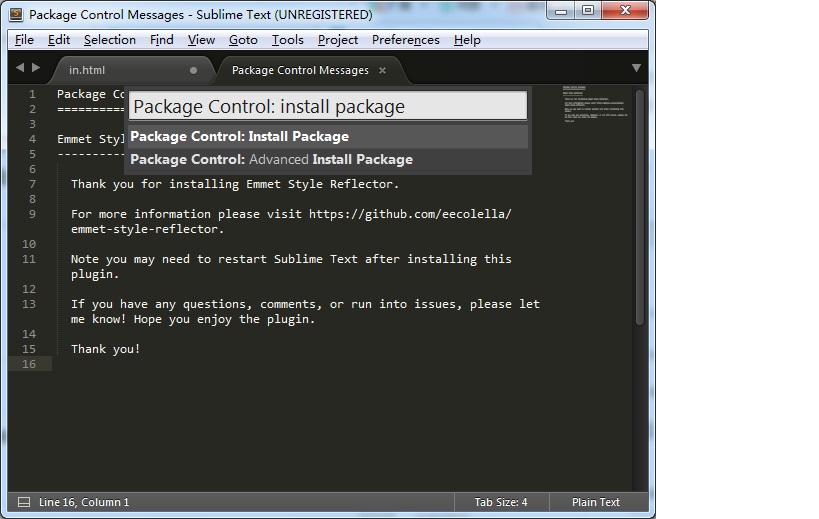 Package Control Messages - Sublime Text (UNREGISTERED)
File Edit Selection Find View Goto Tools Project Preferences Help
in.html Package Control Messages
Package Control: install package
Package Control: Install Package
Package Control: Advanced Install Package
1 Package Co
2 ==========
3
4 Emmet Styl
5 ----------
6
7 Thank you for installing Emmet Style Reflector.
8
9 For more information please visit https://github.com/eecolella/
emmet-style-reflector.
10
11 Note you may need to restart Sublime Text after installing this
plugin.
12
13 If you have any questions, comments, or run into issues, please let
me know! Hope you enjoy the plugin.
14
15 Thank you!
16
Line 16, Column 1 Tab Size: 4 Plain Text